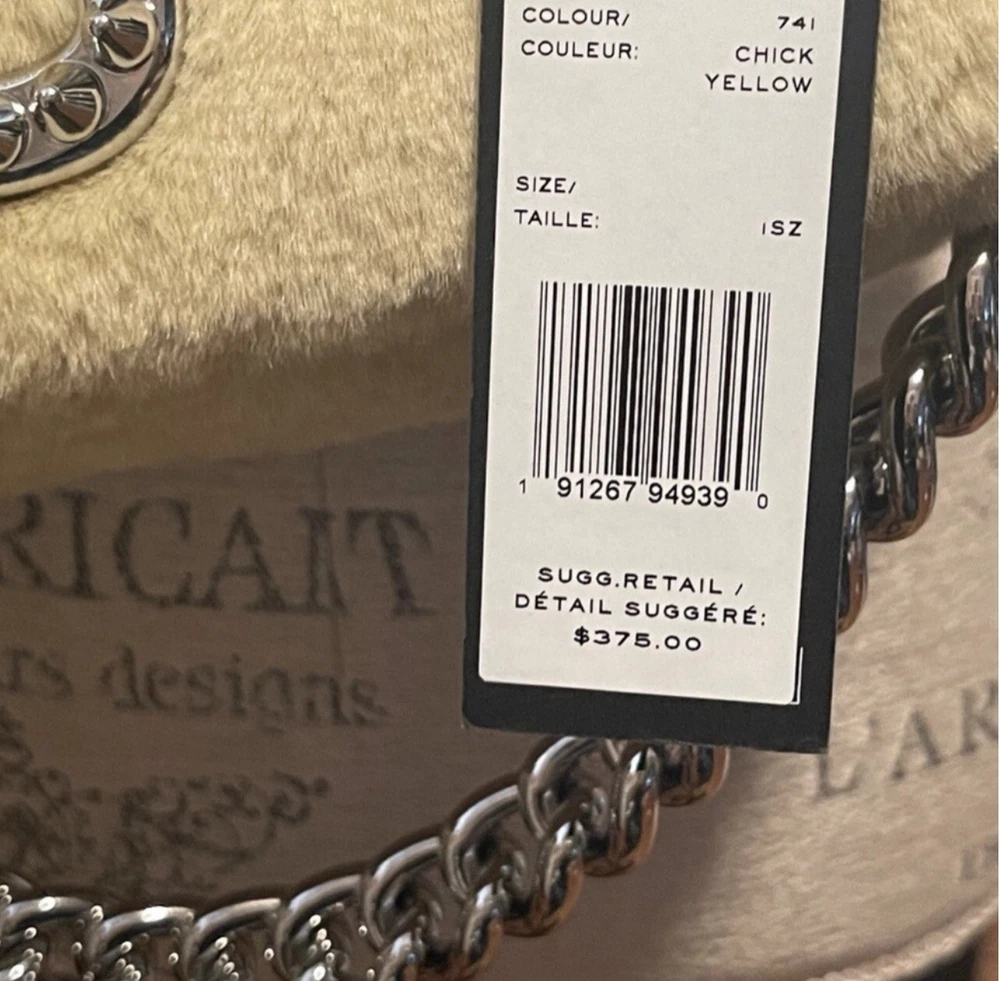 COLOUR/ 741
COULEUR: CHICK
YELLOW
SIZE/
TAILLE: 1SZ
1 91267 94939 0
SUGG.RETAIL /
DÉTAIL SUGGÉRÉ:
$375.00
RICAIT
rs designs
L'AR